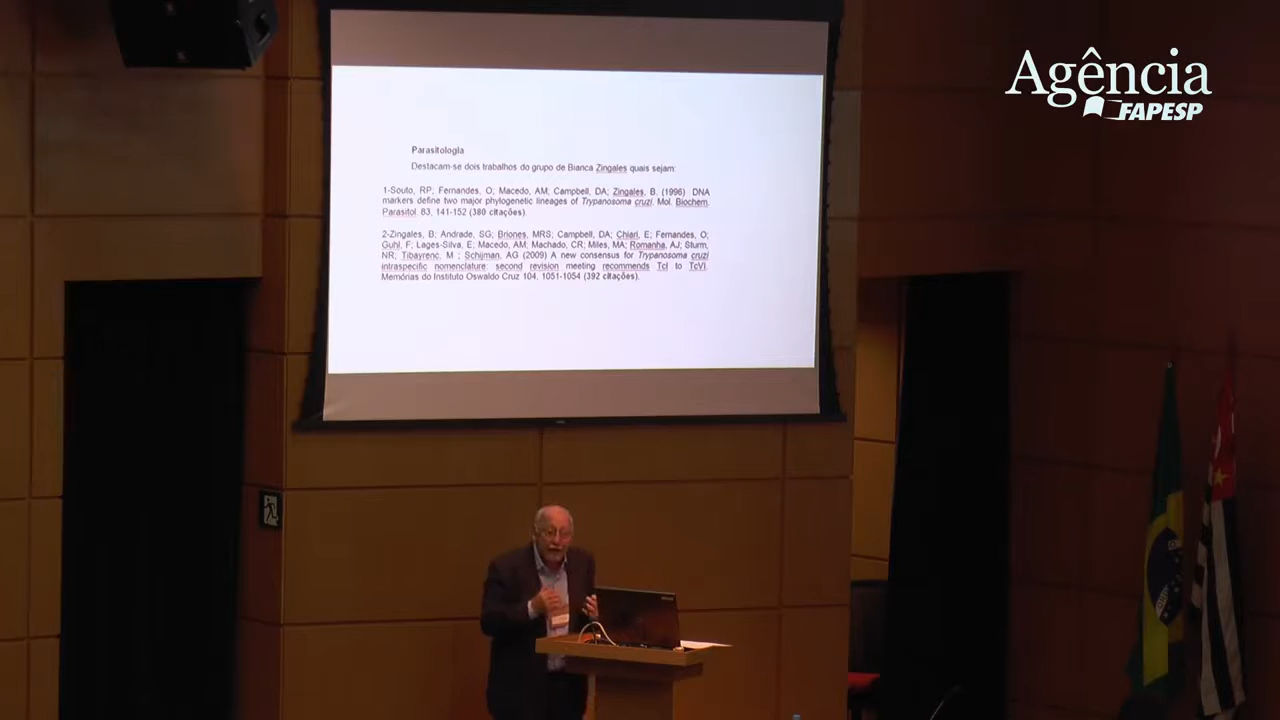 Agência
FAPESP
Parasitologia
Destacam-se dois trabalhos do grupo de Bianca Zingales quais sejam:
1-Souto, RP; Fernandes, O; Macedo, AM, Campbell, DA; Zingales, B. (1996) DNA
markers define two major phylogenetic lineages of Trypanosoma cruzi. Mol. Biochem.
Parasitol. 83, 141-152 (380 citações).
2-Zingales, B; Andrade, SG; Briones, MRS; Campbell, DA; Chiari, E; Fernandes, O;
Guhl, F; Lages-Silva, E; Macedo, AM; Machado, CR; Miles, MA; Romanha, AJ; Sturm,
NR; Tibayrenc, M ; Schijman, AG (2009) A new consensus for Trypanosoma cruzi
intraspecific nomenclature: second revision meeting recommends TcI to TcVI.
Memórias do Instituto Oswaldo Cruz 104, 1051-1054 (392 citações).